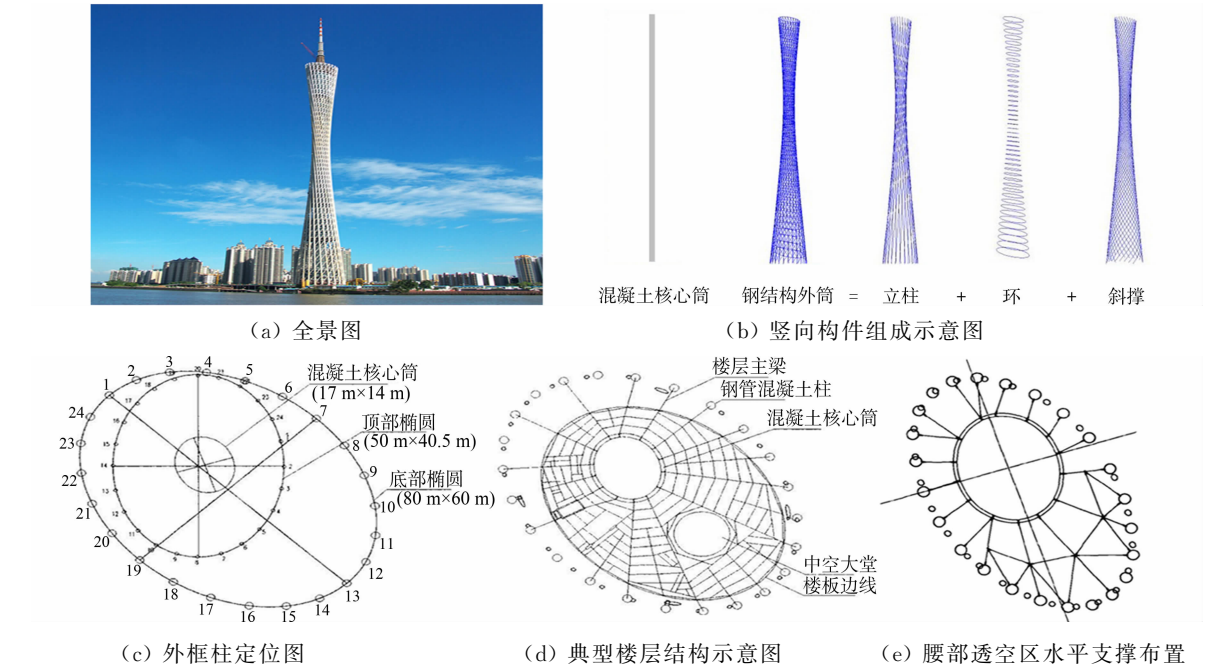 混凝土核心筒 钢结构外筒 = 立柱 + 环 + 斜撑
(a) 全景图
(b) 竖向构件组成示意图
1 2 3 4 5 6 7 8 9 10 11 12 13 14 15 16 17 18 19 20 21 22 23 24
混凝土核心筒
(17 m×14 m)
顶部椭圆
(50 m×40.5 m)
底部椭圆
(80 m×60 m)
楼层主梁
钢管混凝土柱
混凝土核心筒
中空大堂
楼板边线
(c) 外框柱定位图
(d) 典型楼层结构示意图
(e) 腰部透空区水平支撑布置